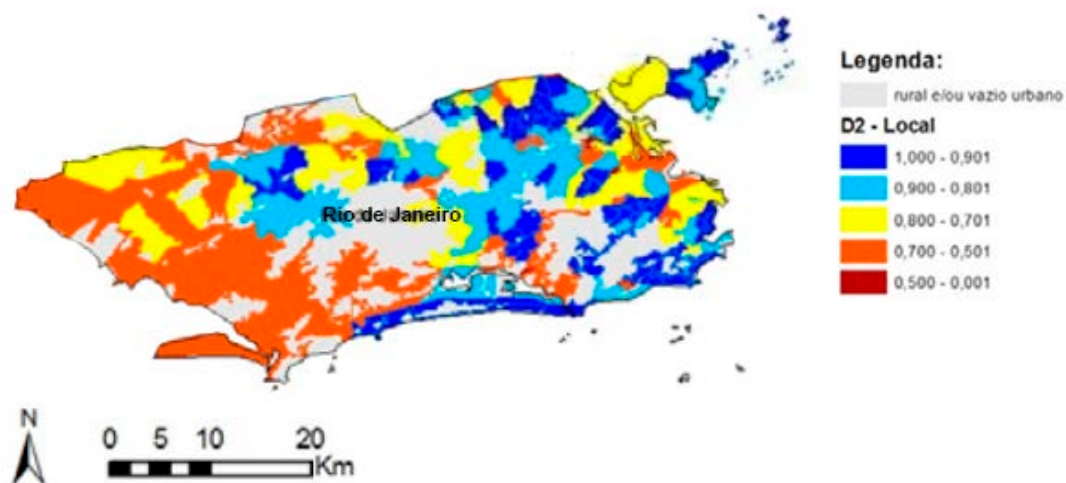 Rio de Janeiro
Legenda:
rural e/ou vazio urbano
D2 - Local
1,000 - 0,901
0,900 - 0,801
0,800 - 0,701
0,700 - 0,501
0,500 - 0,001
N
0 5 10 20
Km